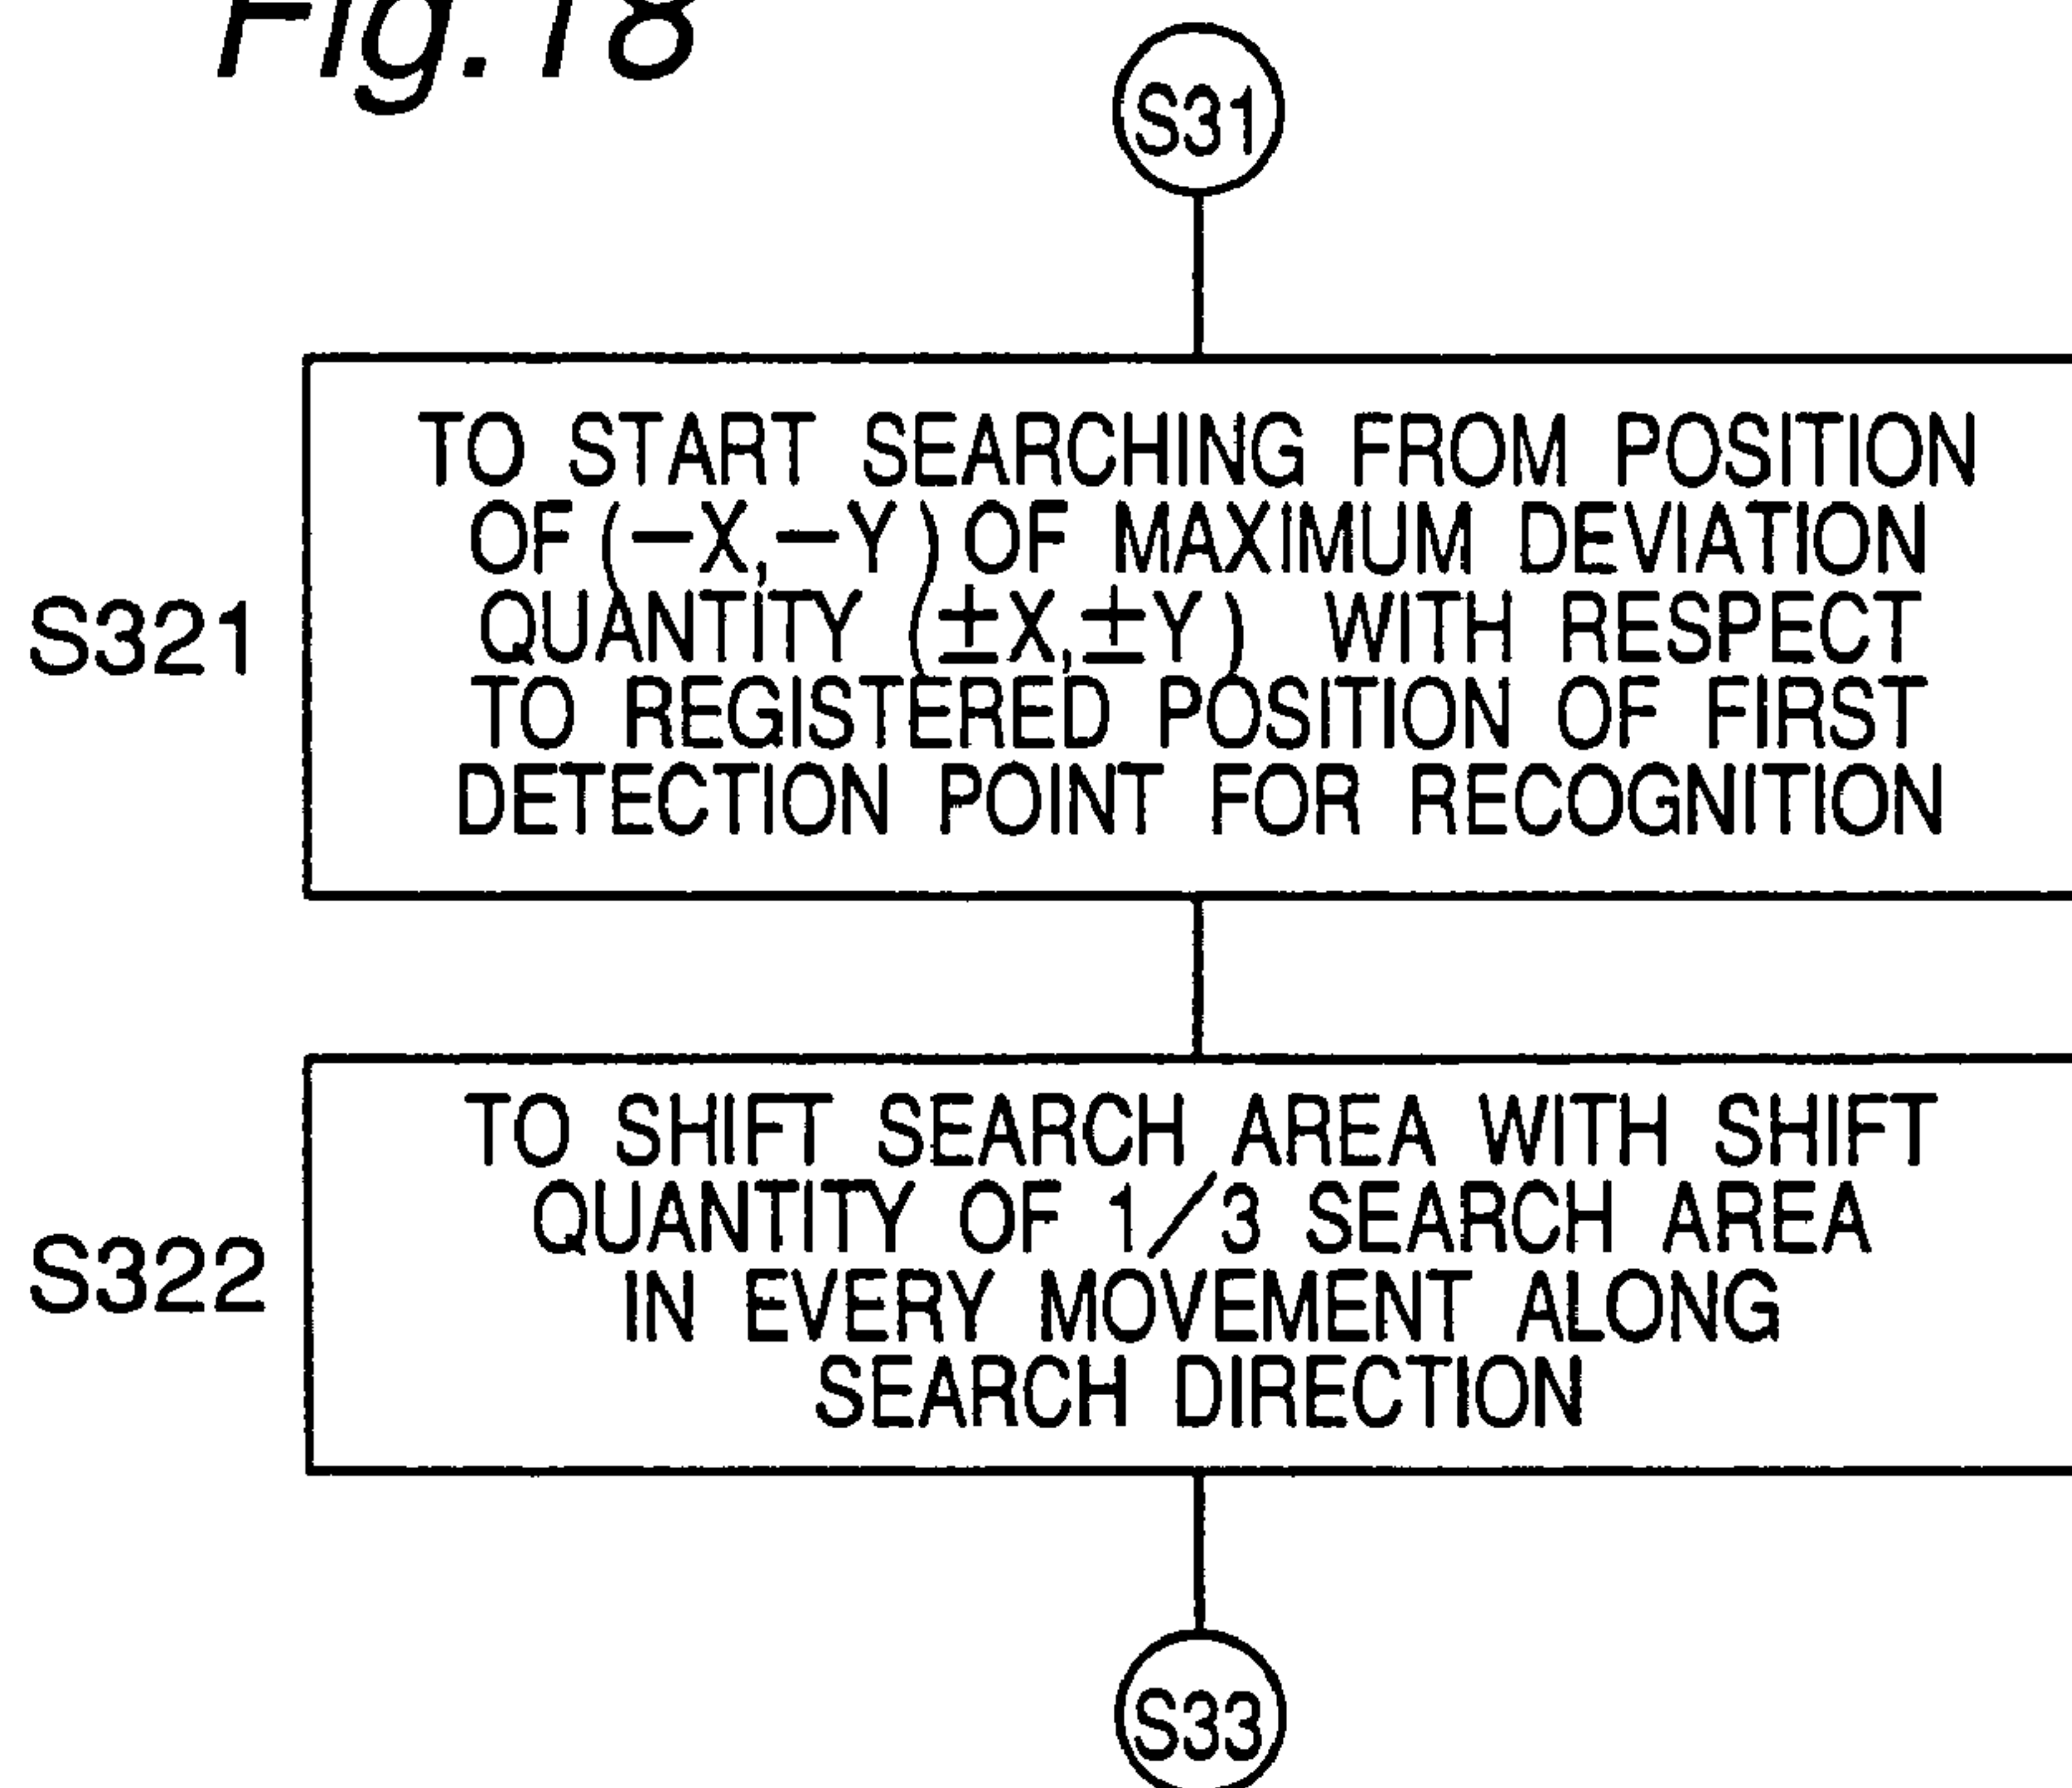 Fig.18
S31
TO START SEARCHING FROM POSITION
OF (−X,−Y) OF MAXIMUM DEVIATION
QUANTITY (±X,±Y) WITH RESPECT
TO REGISTERED POSITION OF FIRST
DETECTION POINT FOR RECOGNITION
S321
TO SHIFT SEARCH AREA WITH SHIFT
QUANTITY OF 1/3 SEARCH AREA
IN EVERY MOVEMENT ALONG
SEARCH DIRECTION
S322
S33